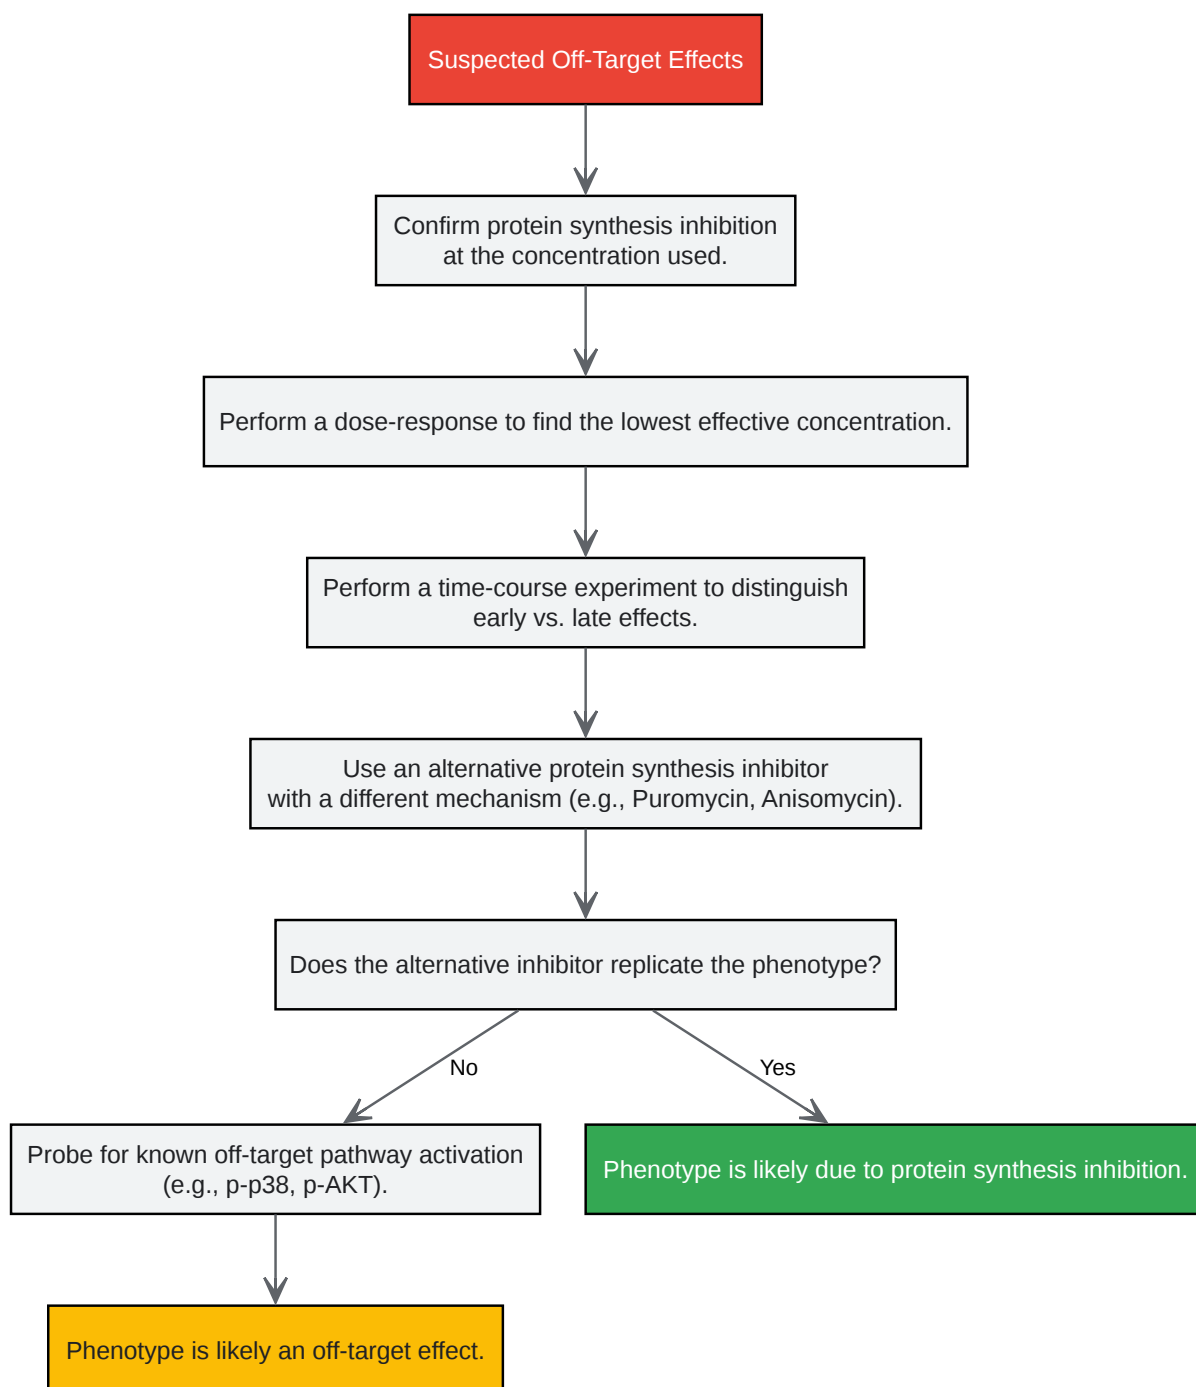 Suspected Off-Target Effects
Confirm protein synthesis inhibition
at the concentration used.
Perform a dose-response to find the lowest effective concentration.
Perform a time-course experiment to distinguish
early vs. late effects.
Use an alternative protein synthesis inhibitor
with a different mechanism (e.g., Puromycin, Anisomycin).
Does the alternative inhibitor replicate the phenotype?
No
Yes
Probe for known off-target pathway activation
(e.g., p-p38, p-AKT).
Phenotype is likely due to protein synthesis inhibition.
Phenotype is likely an off-target effect.